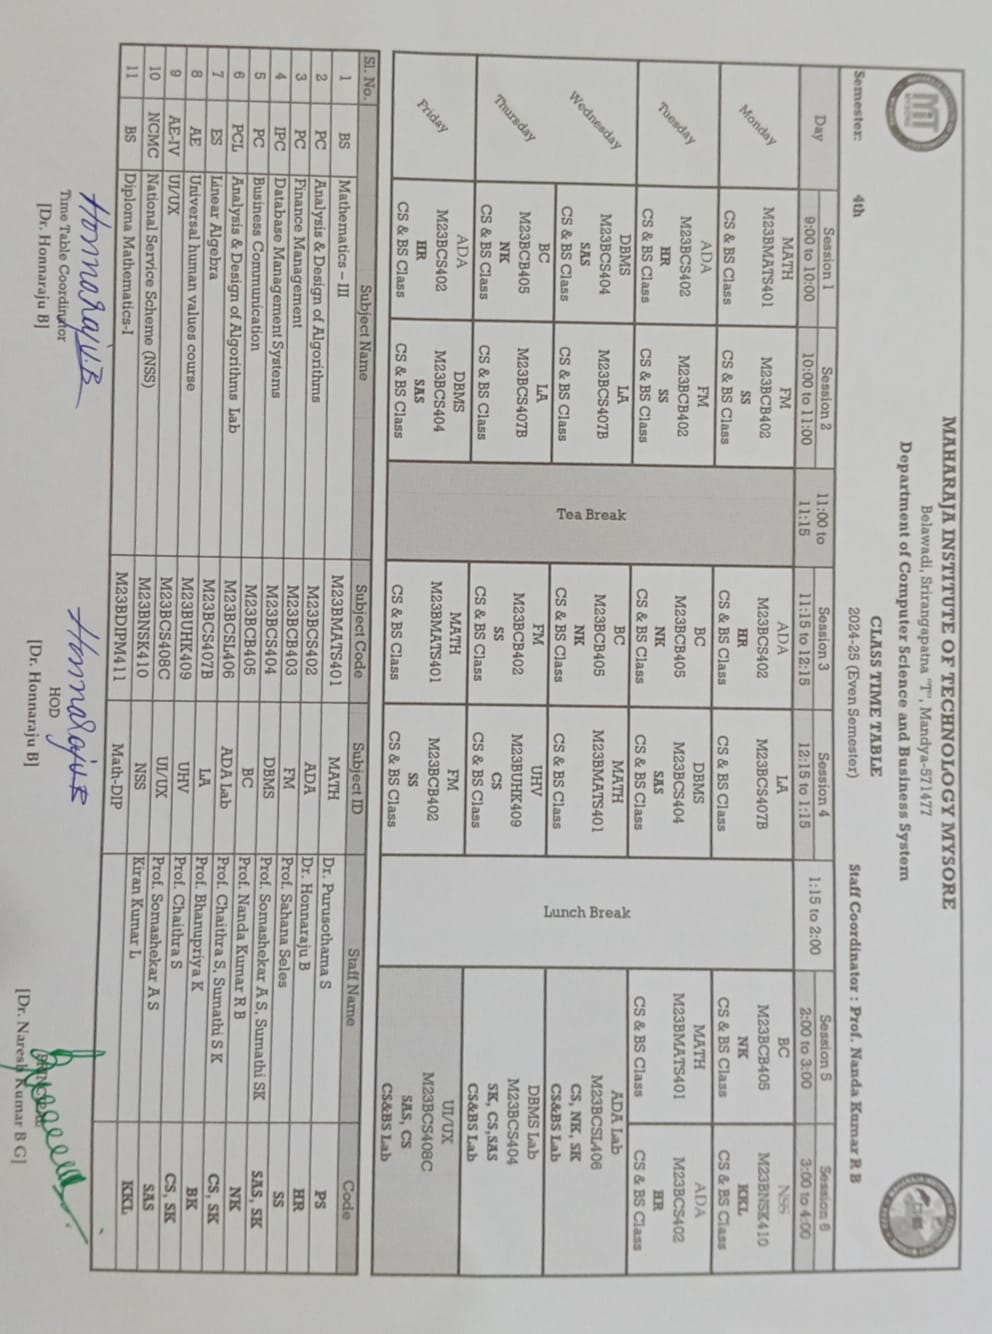 MAHARAJA INSTITUTE OF TECHNOLOGY MYSORE
Belawadi, Srirangapatna "T", Mandya-571477
Department of Computer Science and Business System
CLASS TIME TABLE
Semester: 4th 2024-25 (Even Semester) Staff Coordinator : Prof. Nanda Kumar R B
MiT
MYSORE
Day Session 1 Session 2 11:00 to Session 3 Session 4 1:15 to 2:00 Session 5 Session 6
9:00 to 10:00 10:00 to 11:00 11:15 11:15 to 12:15 12:15 to 1:15 2:00 to 3:00 3:00 to 4:00
MATH FM ADA LA BC NSS
Monday M23BMATS401 M23BCB402 M23BCS402 M23BCS407B M23BCB405 M23BNSK410
SS HR NK KKL
CS & BS Class CS & BS Class CS & BS Class CS & BS Class CS & BS Class CS & BS Class
ADA FM BC DBMS MATH ADA
Tuesday M23BCS402 M23BCB402 M23BCB405 M23BCS404 M23BMATS401 M23BCS402
HR SS NK SAS HR
CS & BS Class CS & BS Class CS & BS Class CS & BS Class CS & BS Class CS & BS Class
DBMS LA BC MATH ADA Lab
Wednesday M23BCS404 M23BCS407B Tea Break M23BCB405 M23BMATS401 Lunch Break M23BCSL406
SAS NK CS, NK, SK
CS & BS Class CS & BS Class CS & BS Class CS & BS Class CS&BS Lab
BC LA FM UHV DBMS Lab
Thursday M23BCB405 M23BCS407B M23BCB402 M23BUHK409 M23BCS404
NK SS CS SK, CS,SAS
CS & BS Class CS & BS Class CS & BS Class CS & BS Class CS&BS Lab
ADA DBMS MATH FM UI/UX
Friday M23BCS402 M23BCS404 M23BMATS401 M23BCB402 M23BCS408C
HR SAS SS SAS, CS
CS & BS Class CS & BS Class CS & BS Class CS & BS Class CS&BS Lab
Sl. No. Subject Name Subject Code Subject ID Staff Name Code
1 BS Mathematics – III M23BMATS401 MATH Dr. Purusothama S PS
2 PC Analysis & Design of Algorithms M23BCS402 ADA Dr. Honnaraju B HR
3 PC Finance Management M23BCB403 FM Prof. Sahana Seles SS
4 IPC Database Management Systems M23BCS404 DBMS Prof. Somashekar A S, Sumathi SK SAS, SK
5 PC Business Communication M23BCB405 BC Prof. Nanda Kumar R B NK
6 PCL Analysis & Design of Algorithms Lab M23BCSL406 ADA Lab Prof. Chaithra S, Sumathi S K CS, SK
7 ES Linear Algebra M23BCS407B LA Prof. Bhanupriya K BK
8 AE Universal human values course M23BUHK409 UHV Prof. Chaithra S CS, SK
9 AE-IV UI/UX M23BCS408C UI/UX Prof. Somashekar A S SAS
10 NCMC National Service Scheme (NSS) M23BNSK410 NSS Kiran Kumar L KKL
11 BS Diploma Mathematics-I M23BDIPM411 Math-DIP
Honnaraju.B Honnaraju B
Time Table Coordinator HOD PRINCIPAL
[Dr. Honnaraju B] [Dr. Honnaraju B] [Dr. Naresh Kumar B G]